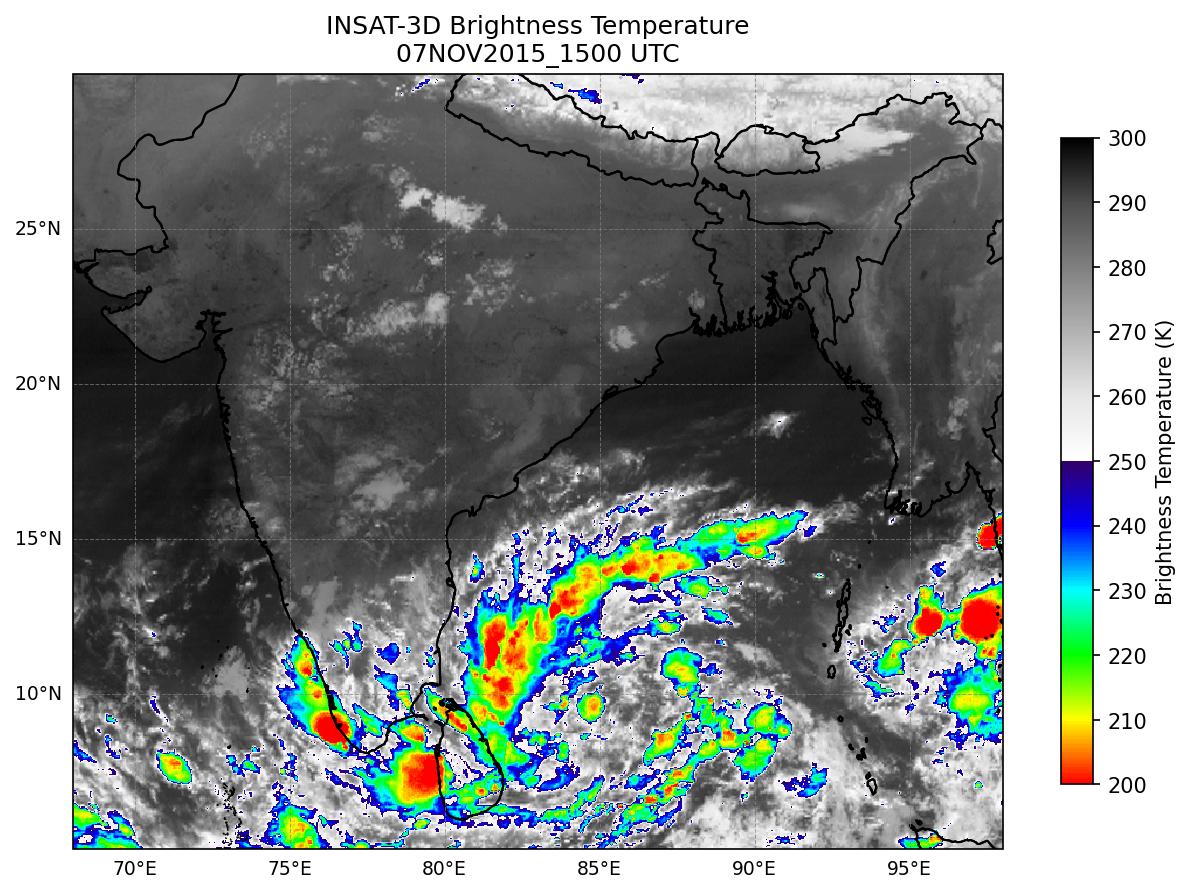 INSAT-3D Brightness Temperature
07NOV2015_1500 UTC
25°N
20°N
15°N
10°N
70°E
75°E
80°E
85°E
90°E
95°E
300
290
280
270
260
250
240
230
220
210
200
Brightness Temperature (K)